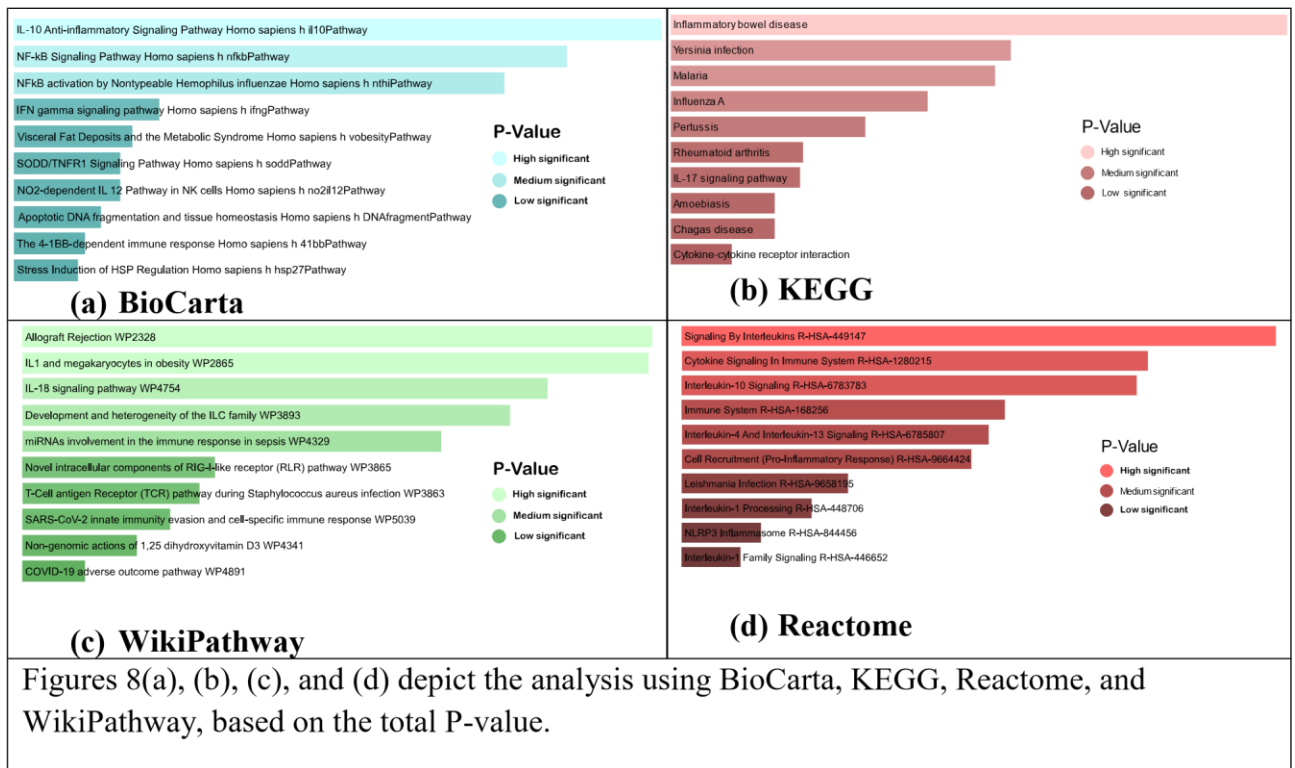 IL-10 Anti-inflammatory Signaling Pathway Homo sapiens h il10Pathway
NF-kB Signaling Pathway Homo sapiens h nfkbPathway
NFkB activation by Nontypeable Hemophilus influenzae Homo sapiens h nthiPathway
IFN gamma signaling pathway Homo sapiens h ifngPathway
Visceral Fat Deposits and the Metabolic Syndrome Homo sapiens h vobesityPathway
SODD/TNFR1 Signaling Pathway Homo sapiens h soddPathway
NO2-dependent IL 12 Pathway in NK cells Homo sapiens h no2il12Pathway
Apoptotic DNA fragmentation and tissue homeostasis Homo sapiens h DNAfragmentPathway
The 4-1BB-dependent immune response Homo sapiens h 41bbPathway
Stress Induction of HSP Regulation Homo sapiens h hsp27Pathway
P-Value
High significant
Medium significant
Low significant
(a) BioCarta
Inflammatory bowel disease
Yersinia infection
Malaria
Influenza A
Pertussis
Rheumatoid arthritis
IL-17 signaling pathway
Amoebiasis
Chagas disease
Cytokine-cytokine receptor interaction
P-Value
High significant
Medium significant
Low significant
(b) KEGG
Allograft Rejection WP2328
IL1 and megakaryocytes in obesity WP2865
IL-18 signaling pathway WP4754
Development and heterogeneity of the ILC family WP3893
miRNAs involvement in the immune response in sepsis WP4329
Novel intracellular components of RIG-I-like receptor (RLR) pathway WP3865
T-Cell antigen Receptor (TCR) pathway during Staphylococcus aureus infection WP3863
SARS-CoV-2 innate immunity evasion and cell-specific immune response WP5039
Non-genomic actions of 1,25 dihydroxyvitamin D3 WP4341
COVID-19 adverse outcome pathway WP4891
P-Value
High significant
Medium significant
Low significant
(c) WikiPathway
Signaling By Interleukins R-HSA-449147
Cytokine Signaling In Immune System R-HSA-1280215
Interleukin-10 Signaling R-HSA-6783783
Immune System R-HSA-168256
Interleukin-4 And Interleukin-13 Signaling R-HSA-6785807
Cell Recruitment (Pro-Inflammatory Response) R-HSA-9664424
Leishmania Infection R-HSA-9658195
Interleukin-1 Processing R-HSA-448706
NLRP3 Inflammasome R-HSA-844456
Interleukin-1 Family Signaling R-HSA-446652
P-Value
High significant
Medium significant
Low significant
(d) Reactome
Figures 8(a), (b), (c), and (d) depict the analysis using BioCarta, KEGG, Reactome, and
WikiPathway, based on the total P-value.